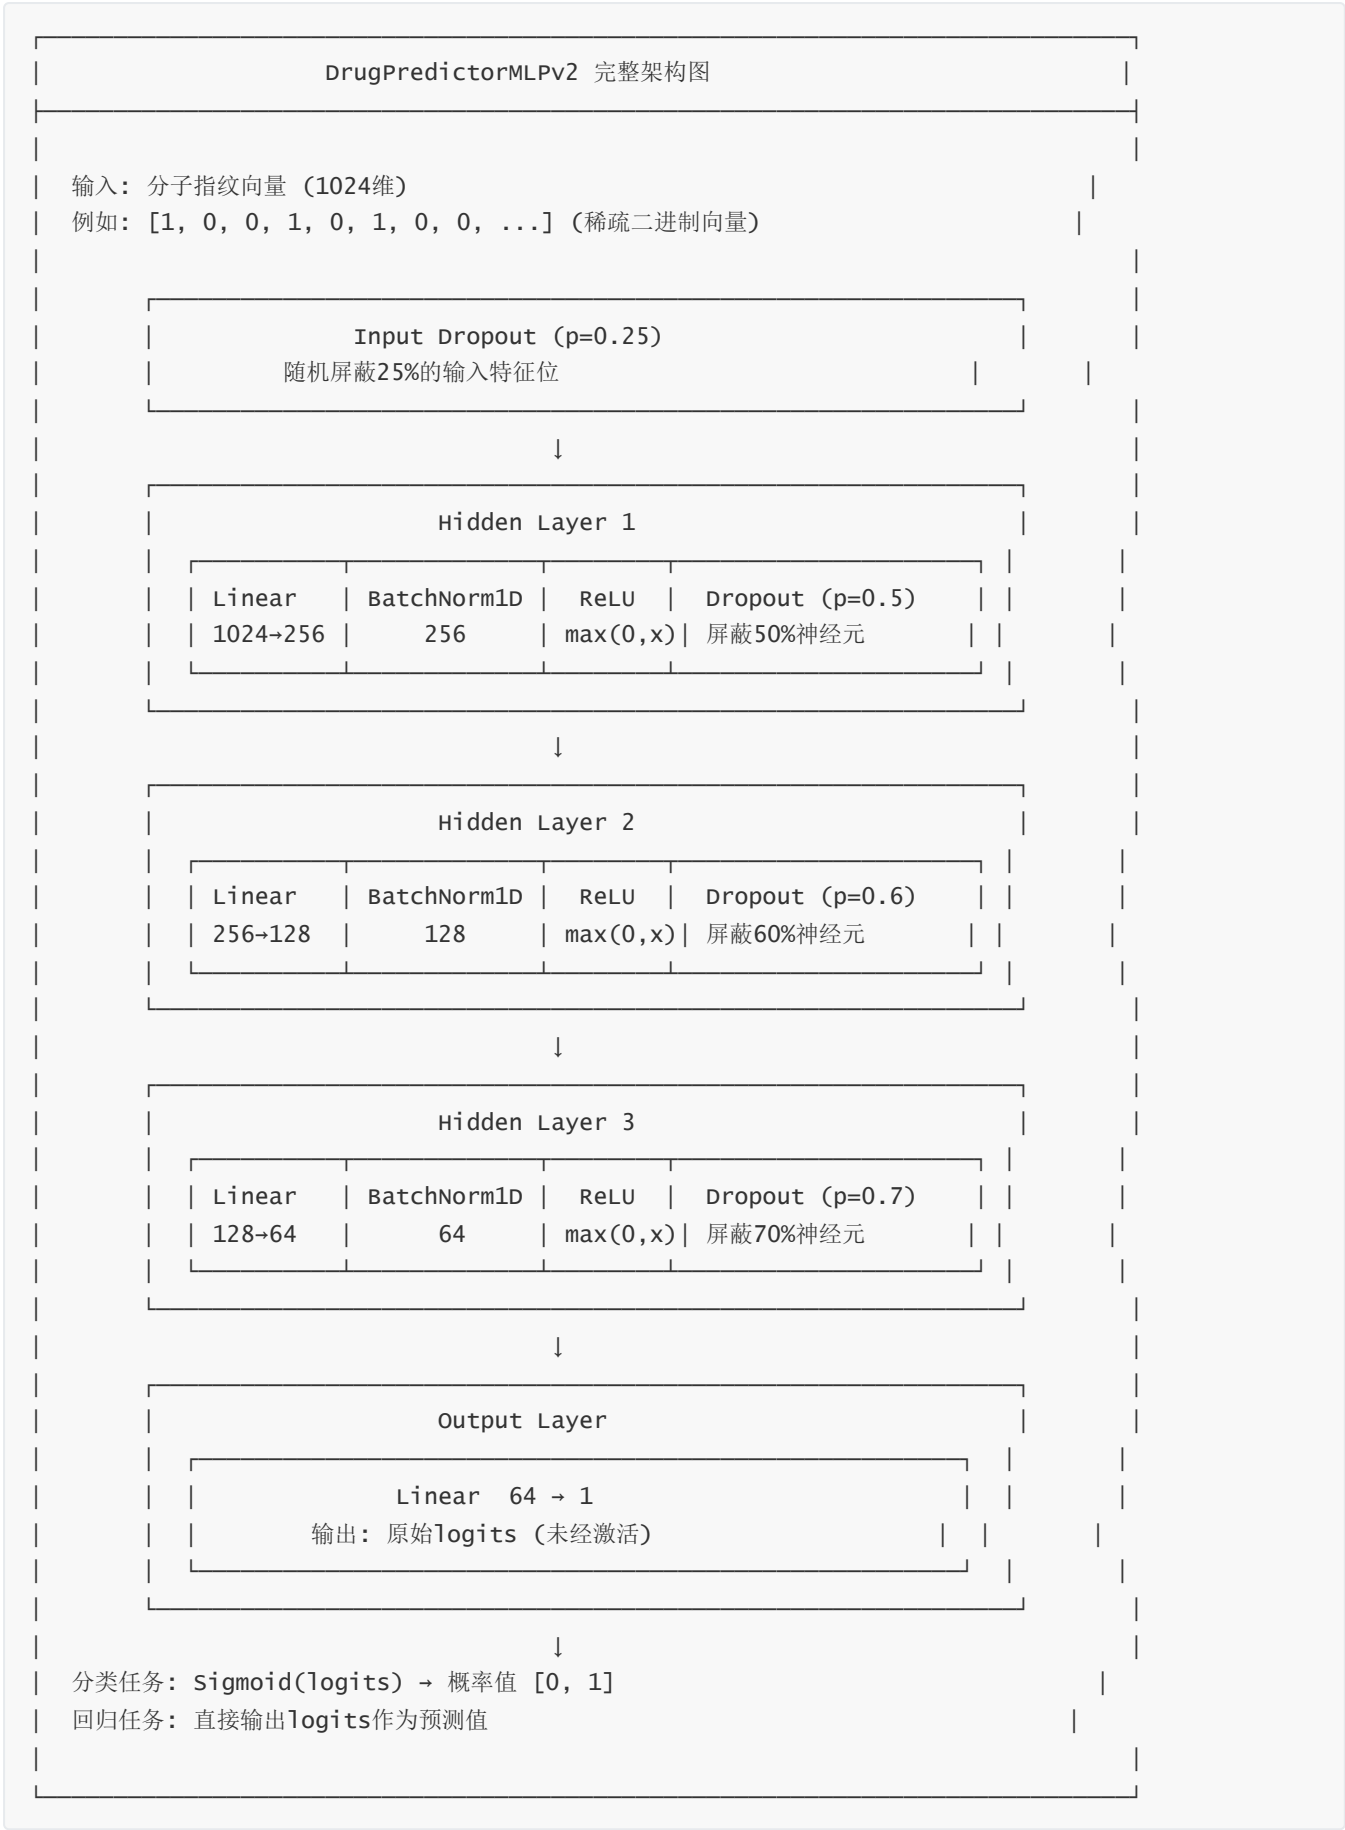 DrugPredictorMLPv2 完整架构图
输入: 分子指纹向量 (1024维)
例如: [1, 0, 0, 1, 0, 1, 0, 0, ...] (稀疏二进制向量)
Input Dropout (p=0.25)
随机屏蔽25%的输入特征位
↓
Hidden Layer 1
Linear | BatchNorm1D | ReLU | Dropout (p=0.5)
1024→256 | 256 | max(0,x)| 屏蔽50%神经元
↓
Hidden Layer 2
Linear | BatchNorm1D | ReLU | Dropout (p=0.6)
256→128 | 128 | max(0,x)| 屏蔽60%神经元
↓
Hidden Layer 3
Linear | BatchNorm1D | ReLU | Dropout (p=0.7)
128→64 | 64 | max(0,x)| 屏蔽70%神经元
↓
Output Layer
Linear 64 → 1
输出: 原始logits (未经激活)
↓
分类任务: Sigmoid(logits) → 概率值 [0, 1]
回归任务: 直接输出logits作为预测值